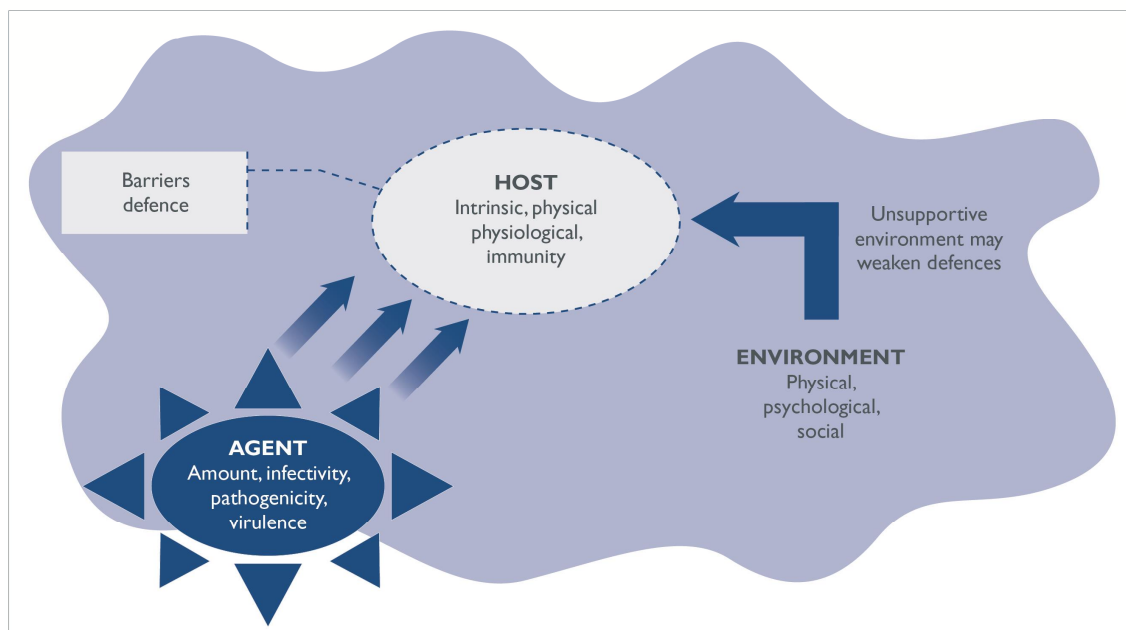 Barriers
defence
HOST
Intrinsic, physical
physiological,
immunity
Unsupportive
environment may
weaken defences
ENVIRONMENT
Physical,
psychological,
social
AGENT
Amount, infectivity,
pathogenicity,
virulence